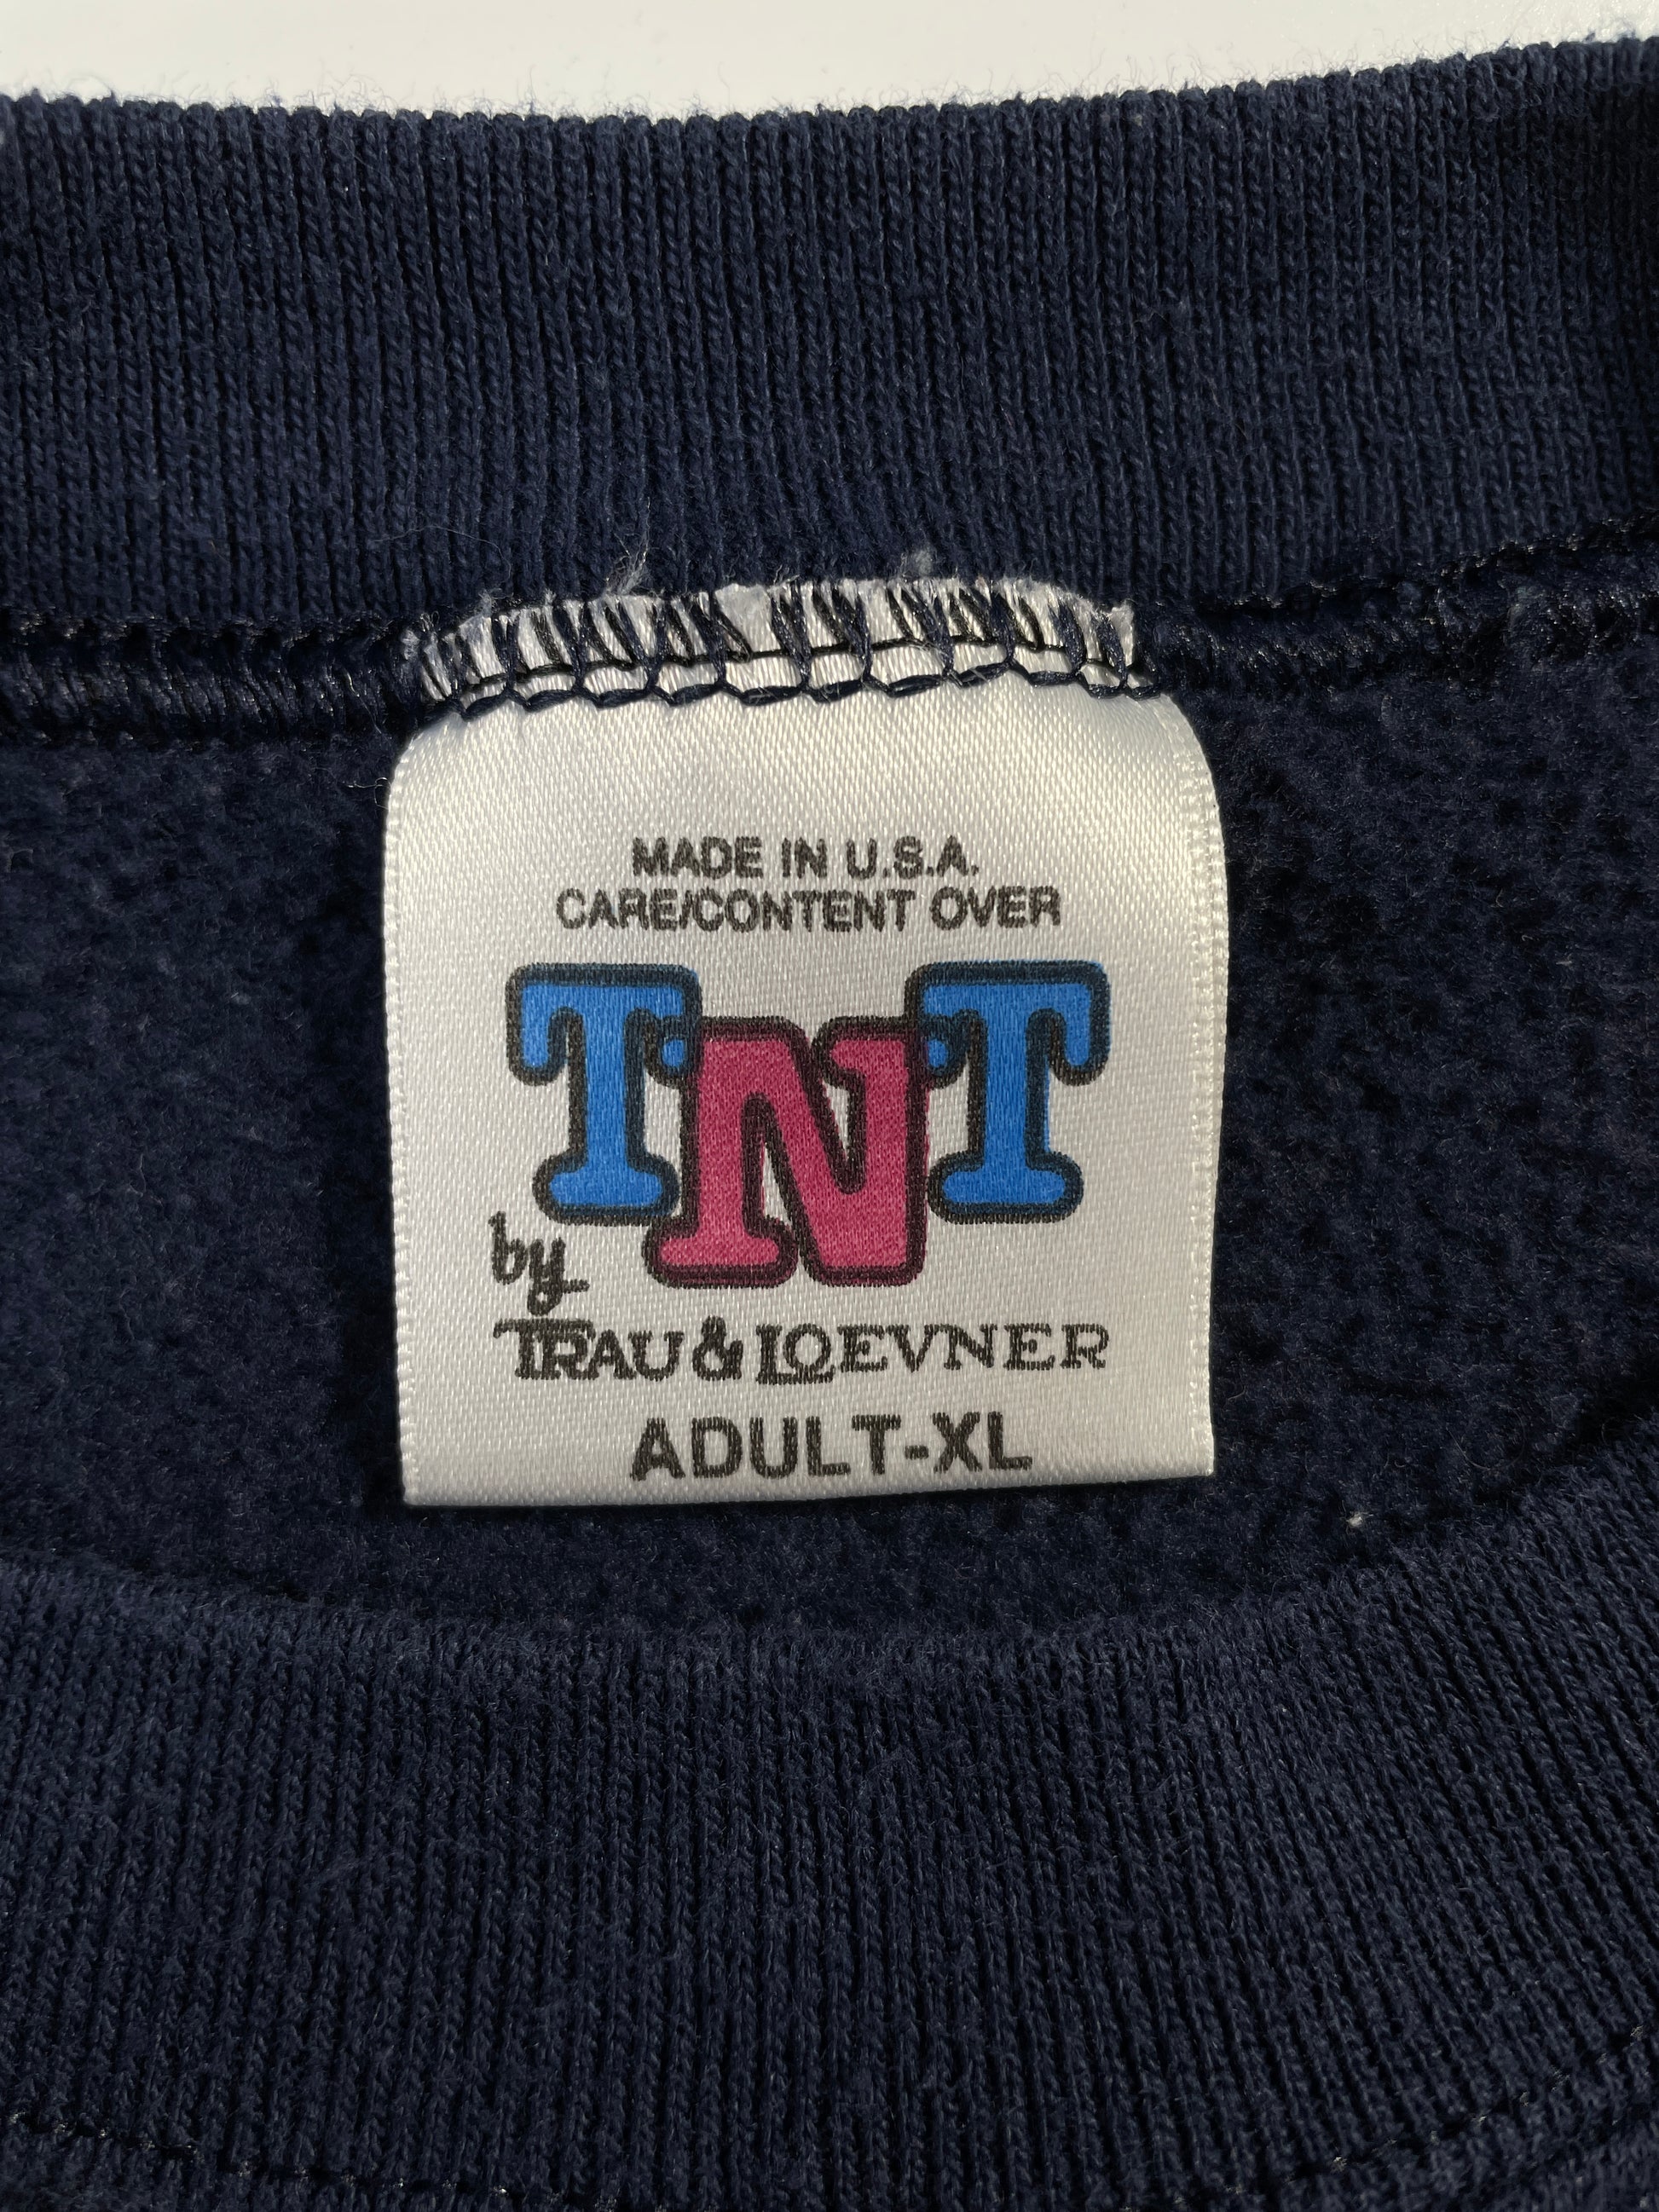 MADE IN U.S.A.
CARE/CONTENT OVER
TNT
by
TRAU & LOEVNER
ADULT-XL